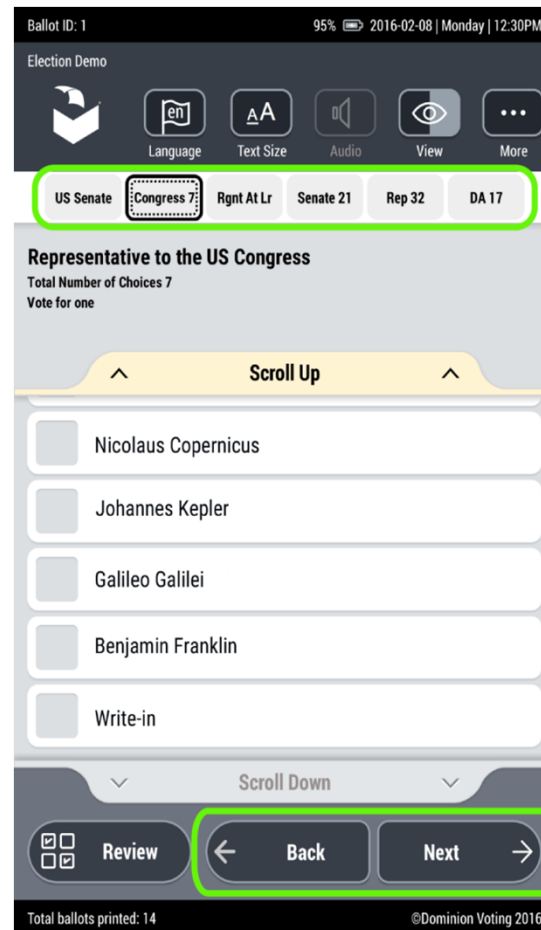 Ballot ID: 1 95% 2016-02-08 | Monday | 12:30PM
Election Demo
en AA
Language Text Size Audio View More
US Senate Congress 7 Rgnt At Lr Senate 21 Rep 32 DA 17
Representative to the US Congress
Total Number of Choices 7
Vote for one
Scroll Up
Nicolaus Copernicus
Johannes Kepler
Galileo Galilei
Benjamin Franklin
Write-in
Scroll Down
Review Back Next
Total ballots printed: 14 ©Dominion Voting 2016